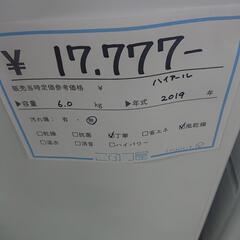 ¥ 17.777-
ハイアール
販売当時定価参考価格 ¥
▶容量 6.0 kg ▶年式 2019 年
汚れ/傷: 有・無
□乾燥 □抗菌 ☑丁寧 □省エネ ☑風乾燥
□温水 □消音 □ハイパワー